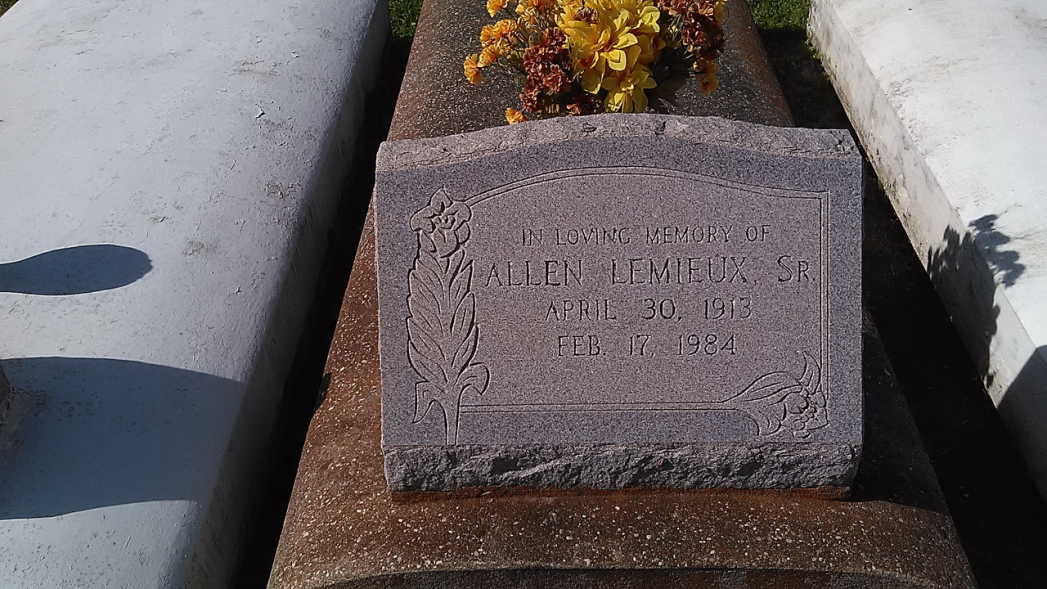 IN LOVING MEMORY OF
ALLEN LEMIEUX, SR.
APRIL 30, 1913
FEB. 17, 1984